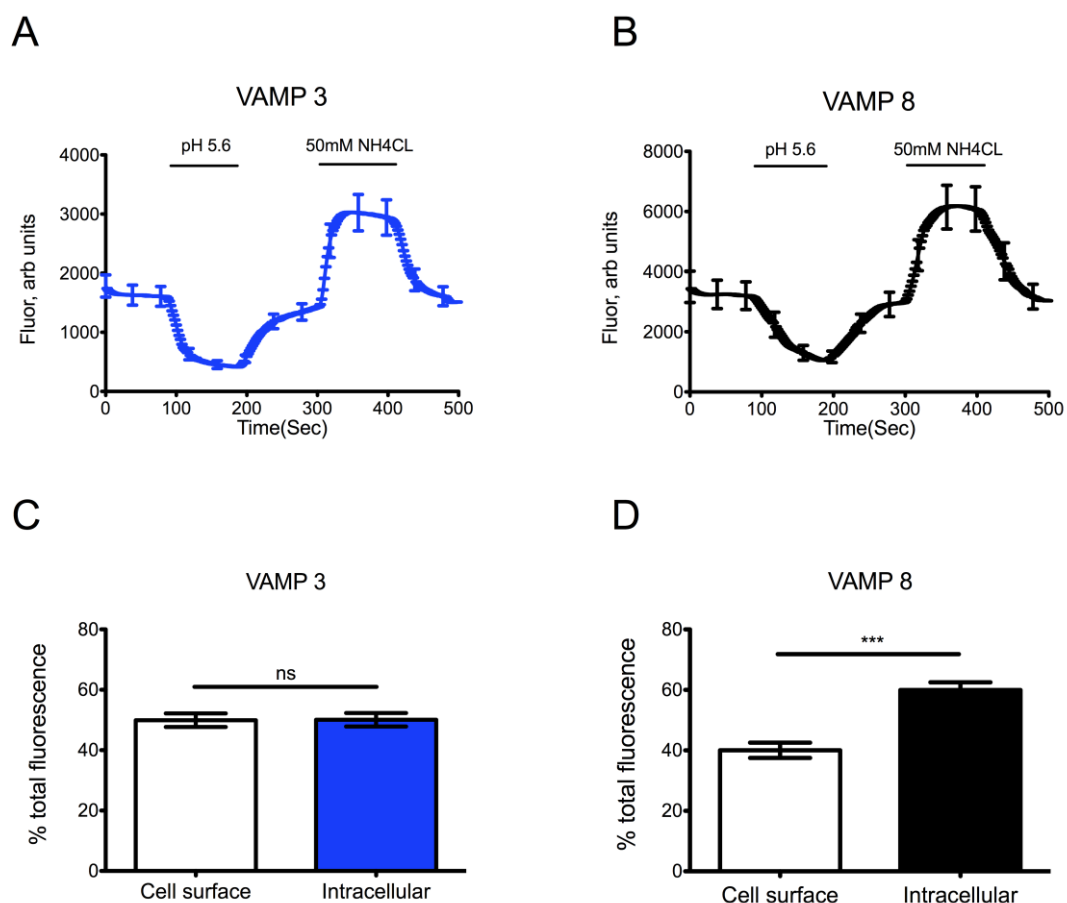 A
B
VAMP 3
VAMP 8
pH 5.6
50mM NH4CL
pH 5.6
50mM NH4CL
Fluor, arb units
4000
3000
2000
1000
0
0 100 200 300 400 500
Time(Sec)
Fluor, arb units
8000
6000
4000
2000
0
0 100 200 300 400 500
Time(Sec)
C
D
VAMP 3
VAMP 8
% total fluorescence
80
60
40
20
0
ns
Cell surface Intracellular
% total fluorescence
80
60
40
20
0
***
Cell surface Intracellular